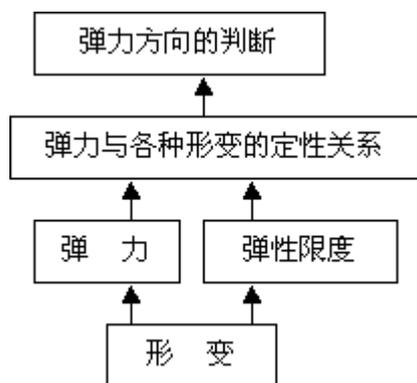 弹力方向的判断
弹力与各种形变的定性关系
弹 力
弹性限度
形 变